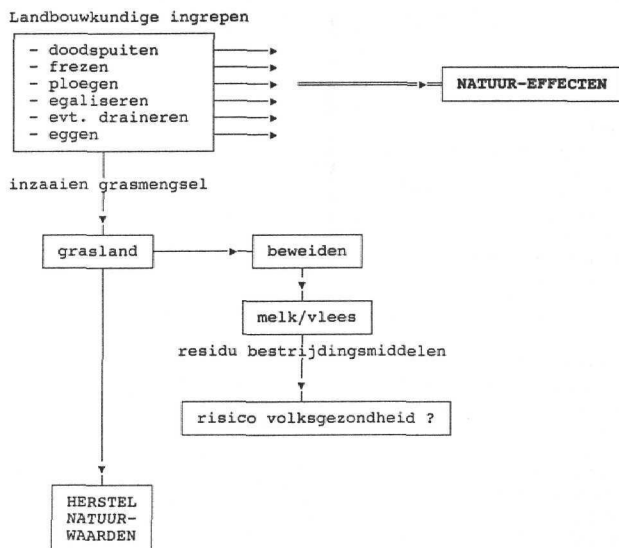 Landbouwkundige ingrepen
- doodspuiten
- frezen
- ploegen
- egaliseren
- evt. draineren
- eggen
NATUUR-EFFECTEN
inzaaien grasmengsel
grasland
beweiden
melk/vlees
residu bestrijdingsmiddelen
risico volksgezondheid ?
HERSTEL
NATUUR-
WAARDEN